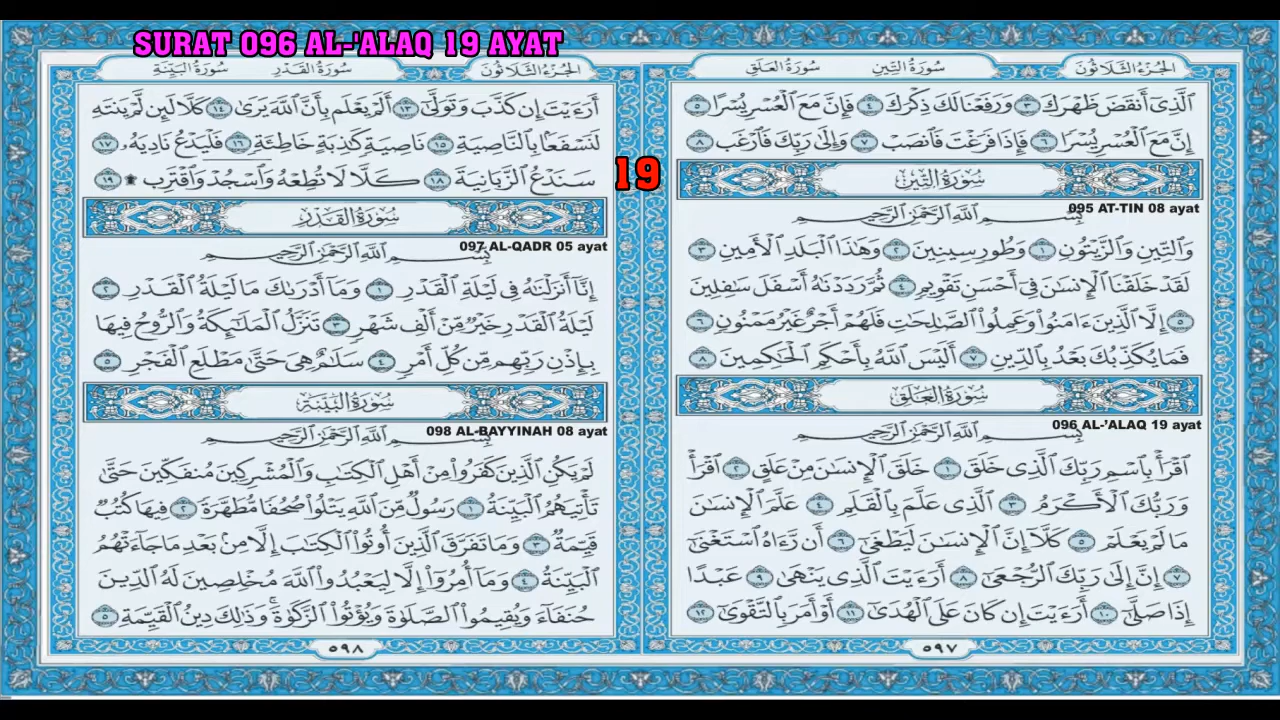 SURAT 096 AL-'ALAQ 19 AYAT
الجزء الثلاثون سورة التين سورة العلق
ٱلَّذِىٓ أَنقَضَ ظَهْرَكَ ٣ وَرَفَعْنَا لَكَ ذِكْرَكَ ٤ فَإِنَّ مَعَ ٱلْعُسْرِ يُسْرًا ٥
إِنَّ مَعَ ٱلْعُسْرِ يُسْرًا ٦ فَإِذَا فَرَغْتَ فَٱنصَبْ ٧ وَإِلَىٰ رَبِّكَ فَٱرْغَب ٨
سورة التين
095 AT-TIN 08 ayat
بِسْمِ ٱللَّهِ ٱلرَّحْمَٰنِ ٱلرَّحِيمِ
وَٱلتِّينِ وَٱلزَّيْتُونِ ١ وَطُورِ سِينِينَ ٢ وَهَٰذَا ٱلْبَلَدِ ٱلْأَمِينِ ٣
لَقَدْ خَلَقْنَا ٱلْإِنسَٰنَ فِىٓ أَحْسَنِ تَقْوِيمٍ ٤ ثُمَّ رَدَدْنَٰهُ أَسْفَلَ سَٰفِلِينَ
٥ إِلَّا ٱلَّذِينَ ءَامَنُوا۟ وَعَمِلُوا۟ ٱلصَّٰلِحَٰتِ فَلَهُمْ أَجْرٌ غَيْرُ مَمْنُونٍ ٦
فَمَا يُكَذِّبُكَ بَعْدُ بِٱلدِّينِ ٧ أَلَيْسَ ٱللَّهُ بِأَحْكَمِ ٱلْحَٰكِمِينَ ٨
سورة العلق
096 AL-'ALAQ 19 ayat
بِسْمِ ٱللَّهِ ٱلرَّحْمَٰنِ ٱلرَّحِيمِ
ٱقْرَأْ بِٱسْمِ رَبِّكَ ٱلَّذِى خَلَقَ ١ خَلَقَ ٱلْإِنسَٰنَ مِنْ عَلَقٍ ٢ ٱقْرَأْ
وَرَبُّكَ ٱلْأَكْرَمُ ٣ ٱلَّذِى عَلَّمَ بِٱلْقَلَمِ ٤ عَلَّمَ ٱلْإِنسَٰنَ
مَا لَمْ يَعْلَمْ ٥ كَلَّآ إِنَّ ٱلْإِنسَٰنَ لَيَطْغَىٰٓ ٦ أَن رَّءَاهُ ٱسْتَغْنَىٰٓ
٧ إِنَّ إِلَىٰ رَبِّكَ ٱلرُّجْعَىٰٓ ٨ أَرَءَيْتَ ٱلَّذِى يَنْهَىٰ ٩ عَبْدًا
إِذَا صَلَّىٰٓ ١٠ أَرَءَيْتَ إِن كَانَ عَلَى ٱلْهُدَىٰٓ ١١ أَوْ أَمَرَ بِٱلتَّقْوَىٰٓ ١٢
٥٩٧
19
الجزء الثلاثون سورة القدر سورة البينة
أَرَءَيْتَ إِن كَذَّبَ وَتَوَلَّىٰٓ ١٣ أَلَمْ يَعْلَم بِأَنَّ ٱللَّهَ يَرَىٰ ١٤ كَلَّا لَئِن لَّمْ يَنتَهِ
لَنَسْفَعًۢا بِٱلنَّاصِيَةِ ١٥ نَاصِيَةٍ كَٰذِبَةٍ خَاطِئَةٍ ١٦ فَلْيَدْعُ نَادِيَهُۥ ١٧
سَنَدْعُ ٱلزَّبَانِيَةَ ١٨ كَلَّا لَا تُطِعْهُ وَٱسْجُدْ وَٱقْتَرِب ۩ ١٩
سورة القدر
097 AL-QADR 05 ayat
بِسْمِ ٱللَّهِ ٱلرَّحْمَٰنِ ٱلرَّحِيمِ
إِنَّآ أَنزَلْنَٰهُ فِى لَيْلَةِ ٱلْقَدْرِ ١ وَمَآ أَدْرَىٰكَ مَا لَيْلَةُ ٱلْقَدْرِ ٢
لَيْلَةُ ٱلْقَدْرِ خَيْرٌ مِّنْ أَلْفِ شَهْرٍ ٣ تَنَزَّلُ ٱلْمَلَٰٓئِكَةُ وَٱلرُّوحُ فِيهَا
بِإِذْنِ رَبِّهِم مِّن كُلِّ أَمْرٍ ٤ سَلَٰمٌ هِىَ حَتَّىٰ مَطْلَعِ ٱلْفَجْرِ ٥
سورة البينة
098 AL-BAYYINAH 08 ayat
بِسْمِ ٱللَّهِ ٱلرَّحْمَٰنِ ٱلرَّحِيمِ
لَمْ يَكُنِ ٱلَّذِينَ كَفَرُوا۟ مِنْ أَهْلِ ٱلْكِتَٰبِ وَٱلْمُشْرِكِينَ مُنفَكِّينَ حَتَّىٰ
تَأْتِيَهُمُ ٱلْبَيِّنَةُ ١ رَسُولٌ مِّنَ ٱللَّهِ يَتْلُوا۟ صُحُفًا مُّطَهَّرَةً ٢ فِيهَا كُتُبٌ
قَيِّمَةٌ ٣ وَمَا تَفَرَّقَ ٱلَّذِينَ أُوتُوا۟ ٱلْكِتَٰبَ إِلَّا مِنۢ بَعْدِ مَا جَآءَتْهُمُ
ٱلْبَيِّنَةُ ٤ وَمَآ أُمِرُوٓا۟ إِلَّا لِيَعْبُدُوا۟ ٱللَّهَ مُخْلِصِينَ لَهُ ٱلدِّينَ
حُنَفَآءَ وَيُقِيمُوا۟ ٱلصَّلَوٰةَ وَيُؤْتُوا۟ ٱلزَّكَوٰةَ ۚ وَذَٰلِكَ دِينُ ٱلْقَيِّمَةِ ٥
٥٩٨